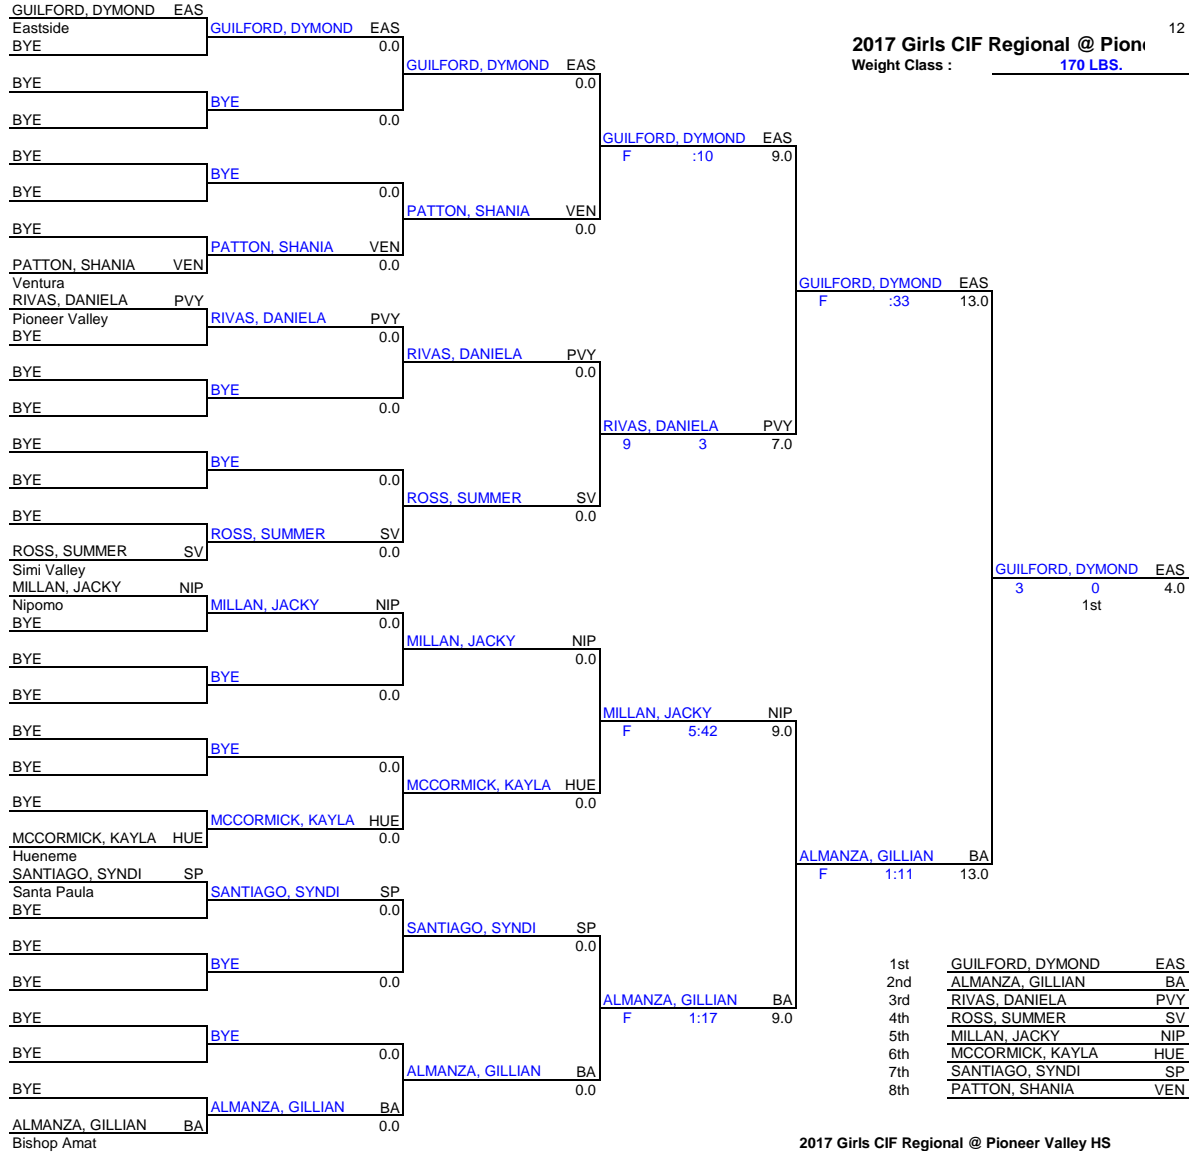 12
2017 Girls CIF Regional @ Pion
Weight Class : 170 LBS.
GUILFORD, DYMOND EAS
Eastside
BYE
BYE
BYE
BYE
BYE
BYE
PATTON, SHANIA VEN
Ventura
RIVAS, DANIELA PVY
Pioneer Valley
BYE
BYE
BYE
BYE
BYE
BYE
ROSS, SUMMER SV
Simi Valley
MILLAN, JACKY NIP
Nipomo
BYE
BYE
BYE
BYE
BYE
BYE
MCCORMICK, KAYLA HUE
Hueneme
SANTIAGO, SYNDI SP
Santa Paula
BYE
BYE
BYE
BYE
BYE
BYE
ALMANZA, GILLIAN BA
Bishop Amat
GUILFORD, DYMOND EAS
0.0
BYE
0.0
BYE
0.0
PATTON, SHANIA VEN
0.0
RIVAS, DANIELA PVY
0.0
BYE
0.0
BYE
0.0
ROSS, SUMMER SV
0.0
MILLAN, JACKY NIP
0.0
BYE
0.0
BYE
0.0
MCCORMICK, KAYLA HUE
0.0
SANTIAGO, SYNDI SP
0.0
BYE
0.0
BYE
0.0
ALMANZA, GILLIAN BA
0.0
GUILFORD, DYMOND EAS
0.0
PATTON, SHANIA VEN
0.0
RIVAS, DANIELA PVY
0.0
ROSS, SUMMER SV
0.0
MILLAN, JACKY NIP
0.0
MCCORMICK, KAYLA HUE
0.0
SANTIAGO, SYNDI SP
0.0
ALMANZA, GILLIAN BA
0.0
GUILFORD, DYMOND EAS
F :10 9.0
RIVAS, DANIELA PVY
9 3 7.0
MILLAN, JACKY NIP
F 5:42 9.0
ALMANZA, GILLIAN BA
F 1:17 9.0
GUILFORD, DYMOND EAS
F :33 13.0
ALMANZA, GILLIAN BA
F 1:11 13.0
GUILFORD, DYMOND EAS
3 0 4.0
1st
1st GUILFORD, DYMOND EAS
2nd ALMANZA, GILLIAN BA
3rd RIVAS, DANIELA PVY
4th ROSS, SUMMER SV
5th MILLAN, JACKY NIP
6th MCCORMICK, KAYLA HUE
7th SANTIAGO, SYNDI SP
8th PATTON, SHANIA VEN
2017 Girls CIF Regional @ Pioneer Valley HS